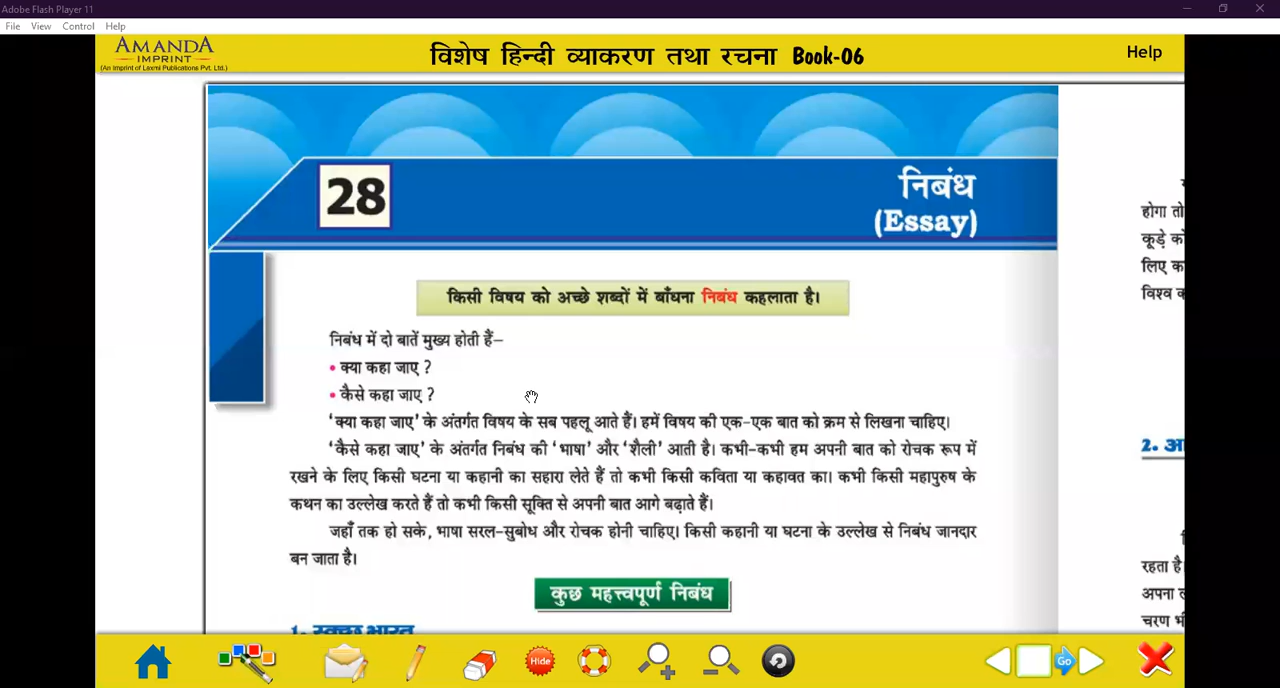 Adobe Flash Player 11
File View Control Help
AMANDA
IMPRINT
(An Imprint of Laxmi Publications Pvt. Ltd.)
विशेष हिन्दी व्याकरण तथा रचना Book-06
Help
28
निबंध
(Essay)
किसी विषय को अच्छे शब्दों में बाँधना निबंध कहलाता है।
निबंध में दो बातें मुख्य होती हैं–
• क्या कहा जाए ?
• कैसे कहा जाए ?
'क्या कहा जाए' के अंतर्गत विषय के सब पहलू आते हैं। हमें विषय की एक-एक बात को क्रम से लिखना चाहिए।
'कैसे कहा जाए' के अंतर्गत निबंध की 'भाषा' और 'शैली' आती है। कभी-कभी हम अपनी बात को रोचक रूप में
रखने के लिए किसी घटना या कहानी का सहारा लेते हैं तो कभी किसी कविता या कहावत का। कभी किसी महापुरुष के
कथन का उल्लेख करते हैं तो कभी किसी सूक्ति से अपनी बात आगे बढ़ाते हैं।
जहाँ तक हो सके, भाषा सरल-सुबोध और रोचक होनी चाहिए। किसी कहानी या घटना के उल्लेख से निबंध जानदार
बन जाता है।
कुछ महत्त्वपूर्ण निबंध
1. स्वच्छ भारत
होगा तो
कूड़े को
लिए क
विश्व क
2. अ
रहता है
अपना ल
चरण भ
Hide
Go